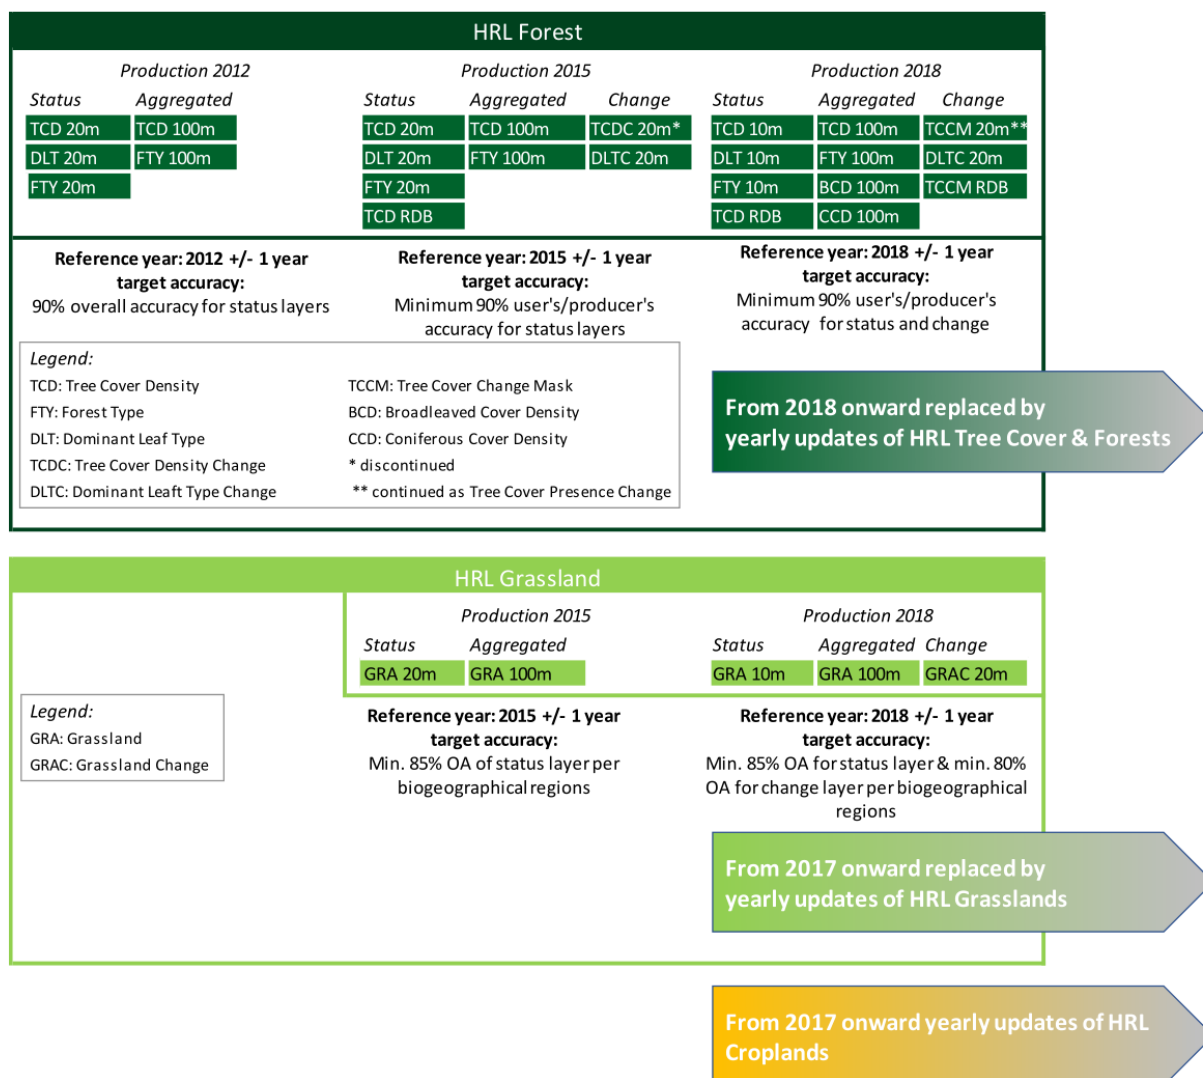 HRL Forest
Production 2012
Status Aggregated
TCD 20m TCD 100m
DLT 20m FTY 100m
FTY 20m
Production 2015
Status Aggregated Change
TCD 20m TCD 100m TCDC 20m*
DLT 20m FTY 100m DLTC 20m
FTY 20m
TCD RDB
Production 2018
Status Aggregated Change
TCD 10m TCD 100m TCCM 20m**
DLT 10m FTY 100m DLTC 20m
FTY 10m BCD 100m TCCM RDB
TCD RDB CCD 100m
Reference year: 2012 +/- 1 year
target accuracy:
90% overall accuracy for status layers
Reference year: 2015 +/- 1 year
target accuracy:
Minimum 90% user's/producer's
accuracy for status layers
Reference year: 2018 +/- 1 year
target accuracy:
Minimum 90% user's/producer's
accuracy for status and change
Legend:
TCD: Tree Cover Density
FTY: Forest Type
DLT: Dominant Leaf Type
TCDC: Tree Cover Density Change
DLTC: Dominant Leaft Type Change
TCCM: Tree Cover Change Mask
BCD: Broadleaved Cover Density
CCD: Coniferous Cover Density
* discontinued
** continued as Tree Cover Presence Change
From 2018 onward replaced by
yearly updates of HRL Tree Cover & Forests
HRL Grassland
Production 2015
Status Aggregated
GRA 20m GRA 100m
Production 2018
Status Aggregated Change
GRA 10m GRA 100m GRAC 20m
Legend:
GRA: Grassland
GRAC: Grassland Change
Reference year: 2015 +/- 1 year
target accuracy:
Min. 85% OA of status layer per
biogeographical regions
Reference year: 2018 +/- 1 year
target accuracy:
Min. 85% OA for status layer & min. 80%
OA for change layer per biogeographical
regions
From 2017 onward replaced by
yearly updates of HRL Grasslands
From 2017 onward yearly updates of HRL
Croplands